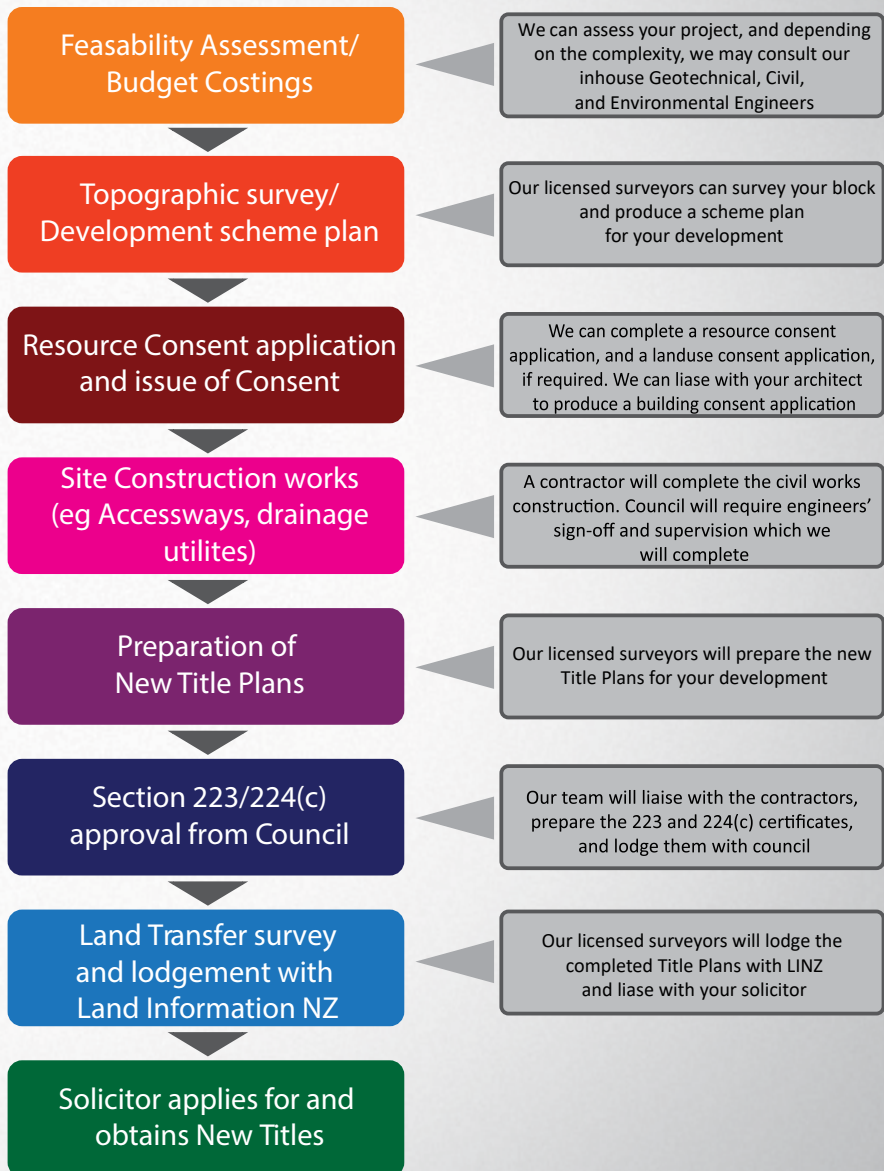 Feasability Assessment/
Budget Costings
We can assess your project, and depending
on the complexity, we may consult our
inhouse Geotechnical, Civil,
and Environmental Engineers
Topographic survey/
Development scheme plan
Our licensed surveyors can survey your block
and produce a scheme plan
for your development
Resource Consent application
and issue of Consent
We can complete a resource consent
application, and a landuse consent application,
if required. We can liase with your architect
to produce a building consent application
Site Construction works
(eg Accessways, drainage
utilites)
A contractor will complete the civil works
construction. Council will require engineers’
sign-off and supervision which we
will complete
Preparation of
New Title Plans
Our licensed surveyors will prepare the new
Title Plans for your development
Section 223/224(c)
approval from Council
Our team will liaise with the contractors,
prepare the 223 and 224(c) certificates,
and lodge them with council
Land Transfer survey
and lodgement with
Land Information NZ
Our licensed surveyors will lodge the
completed Title Plans with LINZ
and liase with your solicitor
Solicitor applies for and
obtains New Titles